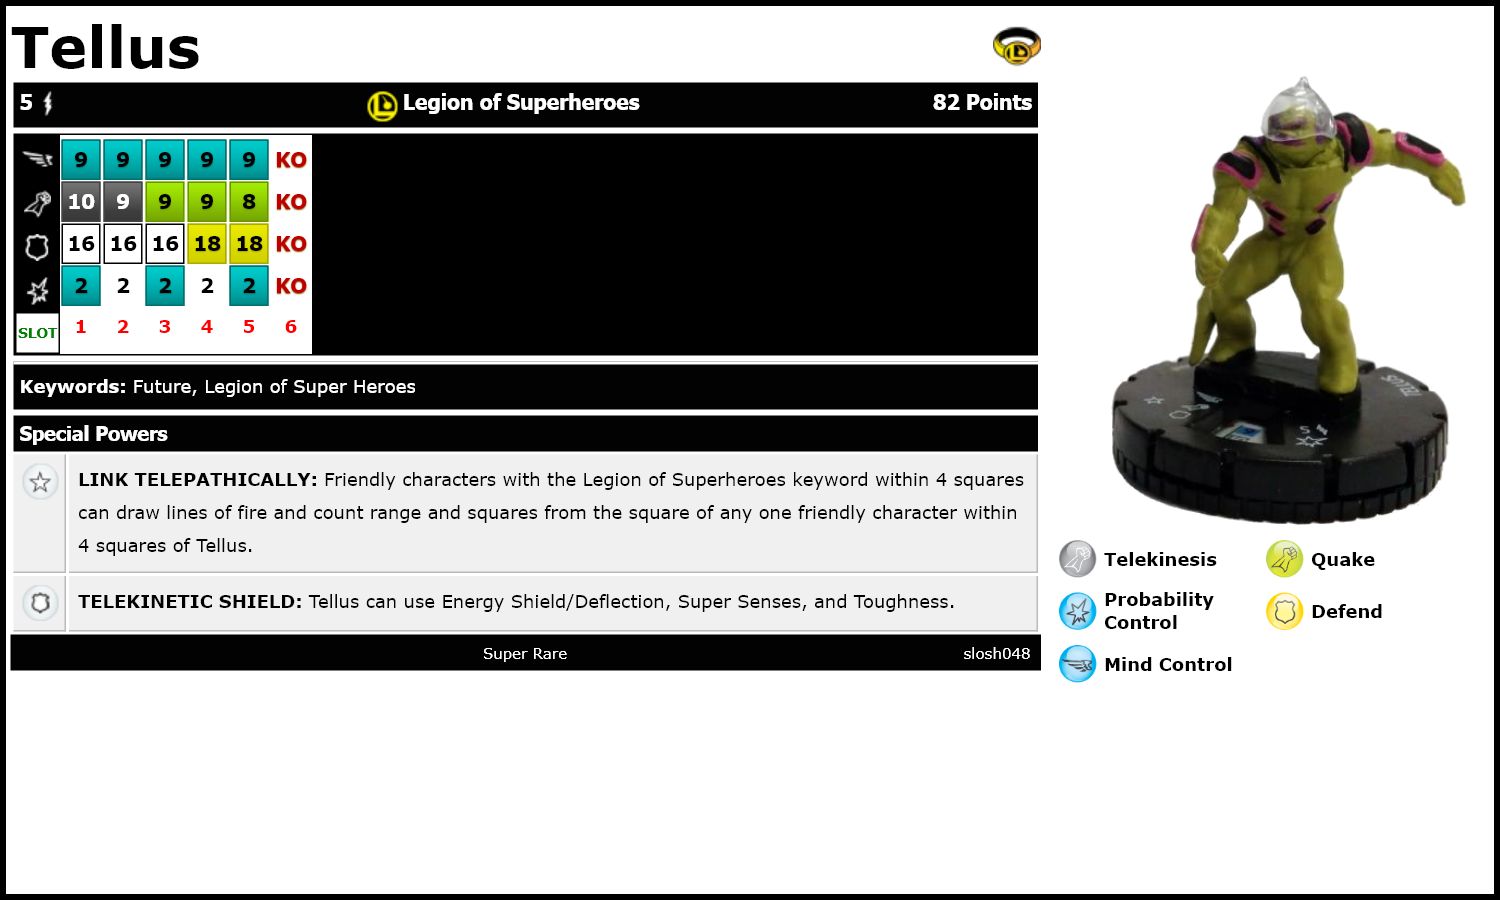 Tellus
5 Legion of Superheroes 82 Points
9 9 9 9 9 KO
10 9 9 9 8 KO
16 16 16 18 18 KO
2 2 2 2 2 KO
SLOT 1 2 3 4 5 6
Keywords: Future, Legion of Super Heroes
Special Powers
LINK TELEPATHICALLY: Friendly characters with the Legion of Superheroes keyword within 4 squares
can draw lines of fire and count range and squares from the square of any one friendly character within
4 squares of Tellus.
TELEKINETIC SHIELD: Tellus can use Energy Shield/Deflection, Super Senses, and Toughness.
Super Rare slosh048
TELLUS
5
Telekinesis
Quake
Probability
Control
Defend
Mind Control